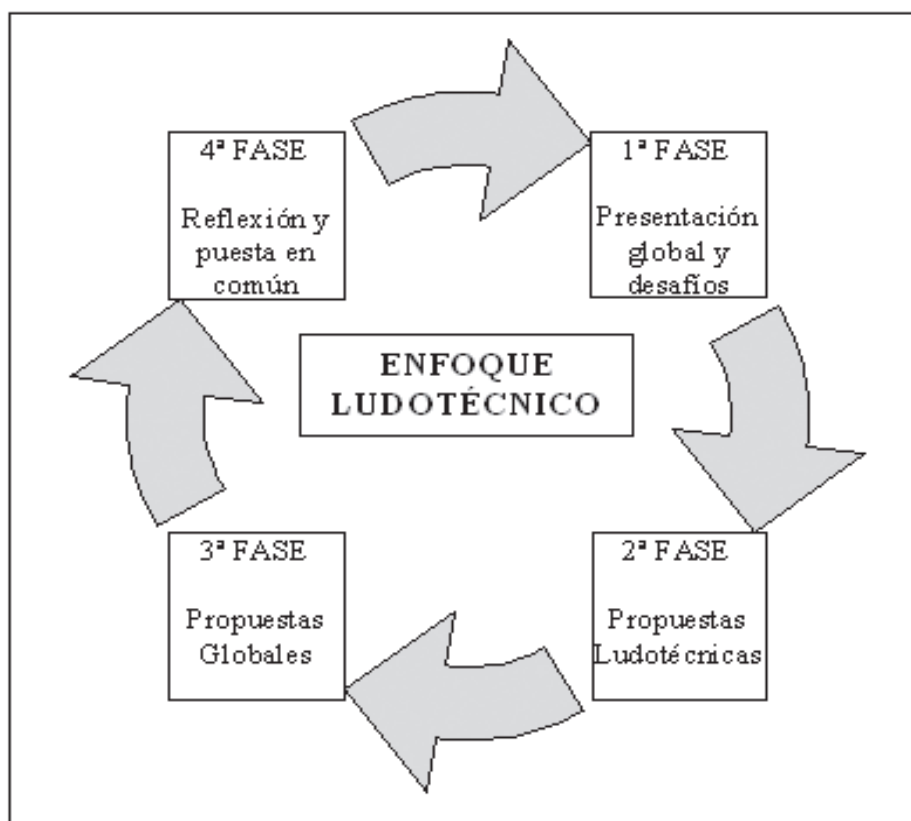 4ª FASE
Reflexión y
puesta en
común
1ª FASE
Presentación
global y
desafíos
ENFOQUE
LUDOTÉCNICO
3ª FASE
Propuestas
Globales
2ª FASE
Propuestas
Ludotécnicas